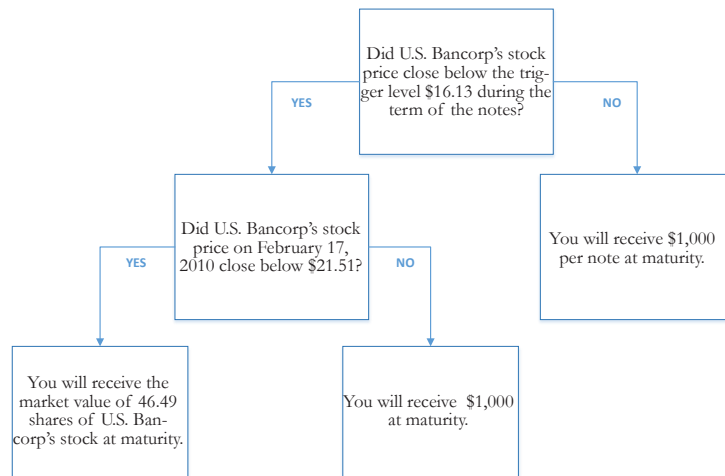 Did U.S. Bancorp's stock
price close below the trig-
ger level $16.13 during the
term of the notes?
YES
NO
Did U.S. Bancorp's stock
price on February 17,
2010 close below $21.51?
You will receive $1,000
per note at maturity.
YES
NO
You will receive the
market value of 46.49
shares of U.S. Ban-
corp's stock at maturity.
You will receive $1,000
at maturity.